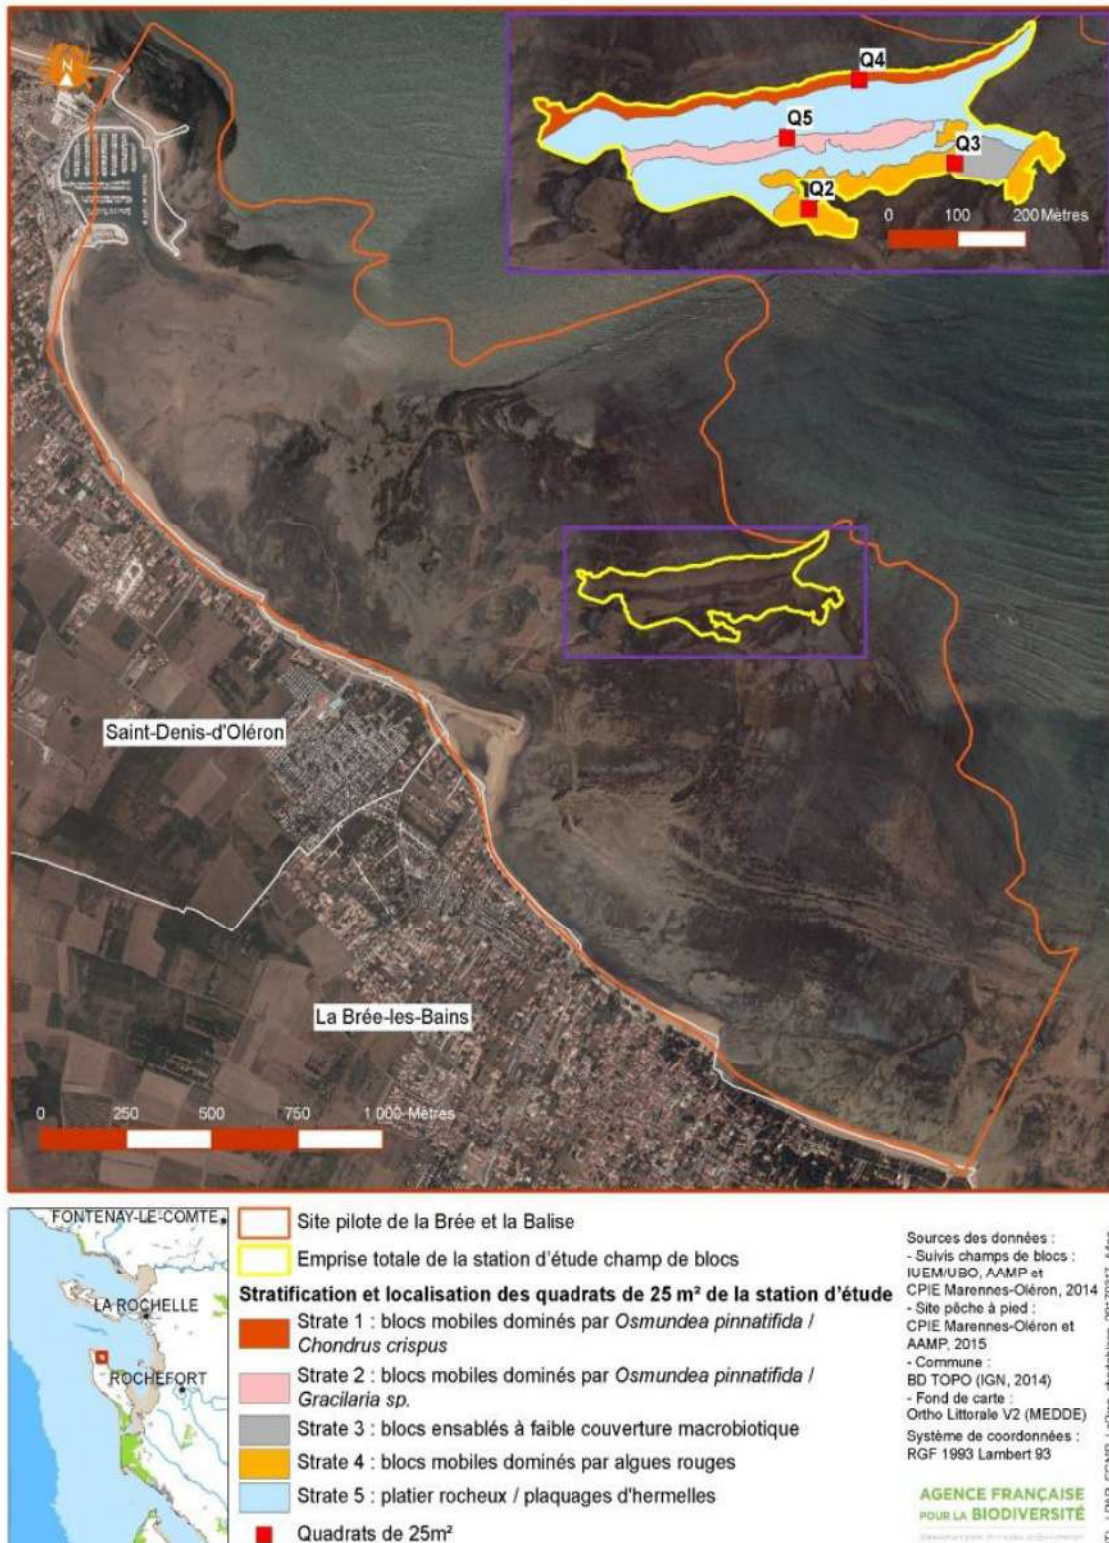 N
Q4
Q5
Q3
Q2
0 100 200 Mètres
Saint-Denis-d'Oléron
La Brée-les-Bains
0 250 500 750 1 000 Mètres
FONTENAY-LE-COMTE
LA ROCHELLE
ROCHEFORT
Site pilote de la Brée et la Balise
Emprise totale de la station d'étude champ de blocs
Stratification et localisation des quadrats de 25 m² de la station d'étude
Strate 1 : blocs mobiles dominés par Osmundea pinnatifida /
Chondrus crispus
Strate 2 : blocs mobiles dominés par Osmundea pinnatifida /
Gracilaria sp.
Strate 3 : blocs ensablés à faible couverture macrobiotique
Strate 4 : blocs mobiles dominés par algues rouges
Strate 5 : platier rocheux / plaquages d'hermelles
Quadrats de 25m²
Sources des données :
- Suivis champs de blocs :
IUEM/UBO, AAMP et
CPIE Marennes-Oléron, 2014
- Site pêche à pied :
CPIE Marennes-Oléron et
AAMP, 2015
- Commune :
BD TOPO (IGN, 2014)
- Fond de carte :
Ortho Littorale V2 (MEDDE)
Système de coordonnées :
RGF 1993 Lambert 93
AGENCE FRANÇAISE
POUR LA BIODIVERSITÉ